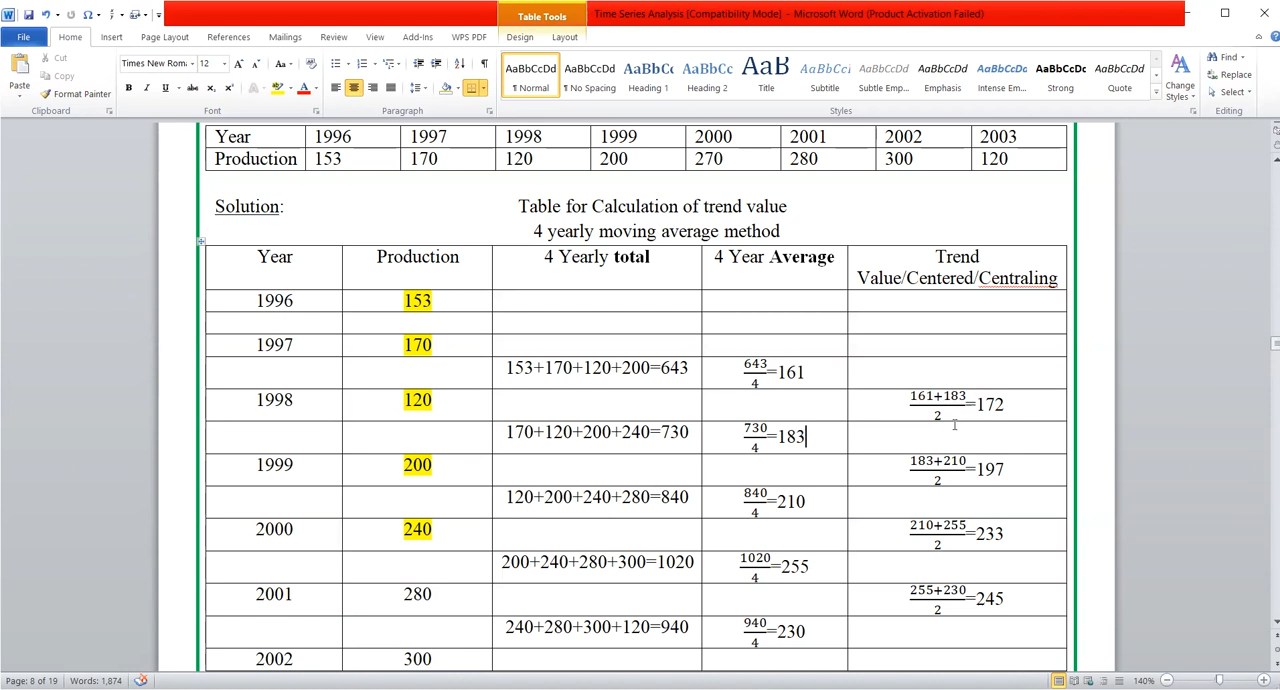 Table Tools
Time Series Analysis [Compatibility Mode] – Microsoft Word (Product Activation Failed)
File Home Insert Page Layout References Mailings Review View Add-Ins WPS PDF Design Layout
Cut
Copy
Format Painter
Paste
Clipboard
Times New Rom 12
Font
Paragraph
AaBbCcDd AaBbCcDd AaBbC AaBbCc AaB AaBbCcI AaBbCcDd AaBbCcDd AaBbCcDd AaBbCcDc AaBbCcDd
¶ Normal ¶ No Spacing Heading 1 Heading 2 Title Subtitle Subtle Emp... Emphasis Intense Em... Strong Quote
Styles
Change Styles
Find
Replace
Select
Editing
Year 1996 1997 1998 1999 2000 2001 2002 2003
Production 153 170 120 200 270 280 300 120
Solution: Table for Calculation of trend value
4 yearly moving average method
Year Production 4 Yearly total 4 Year Average Trend
Value/Centered/Centraling
1996 153
1997 170
153+170+120+200=643 643/4=161
1998 120 161+183/2=172
170+120+200+240=730 730/4=183
1999 200 183+210/2=197
120+200+240+280=840 840/4=210
2000 240 210+255/2=233
200+240+280+300=1020 1020/4=255
2001 280 255+230/2=245
240+280+300+120=940 940/4=230
2002 300
Page: 8 of 19 Words: 1,874 140%